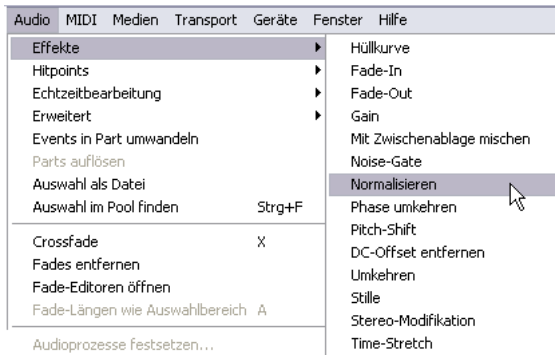 Audio MIDI Medien Transport Geräte Fenster Hilfe
Effekte
Hitpoints
Echtzeitbearbeitung
Erweitert
Events in Part umwandeln
Parts auflösen
Auswahl als Datei
Auswahl im Pool finden Strg+F
Crossfade X
Fades entfernen
Fade-Editoren öffnen
Fade-Längen wie Auswahlbereich A
Audioprozesse festsetzen...
Hüllkurve
Fade-In
Fade-Out
Gain
Mit Zwischenablage mischen
Noise-Gate
Normalisieren
Phase umkehren
Pitch-Shift
DC-Offset entfernen
Umkehren
Stille
Stereo-Modifikation
Time-Stretch